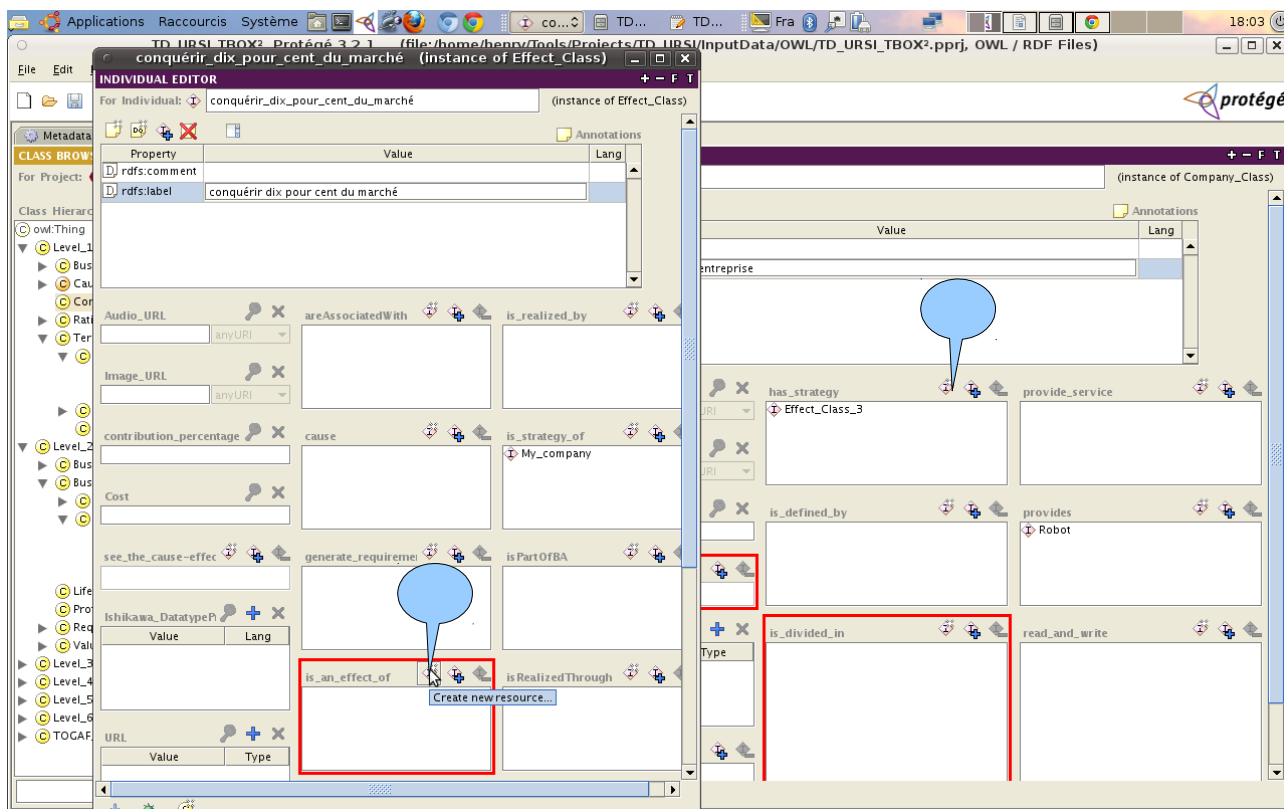 Applications Raccourcis Système co... TD... TD... Fra 18:03
TD_URSI_TBOX² Protégé 3.2.1 (file:/home/henry/Tools/Projects/TD_URSI/InputData/OWL/TD_URSI_TBOX².pprj, OWL / RDF Files)
conquérir_dix_pour_cent_du_marché (instance of Effect_Class)
File Edit
INDIVIDUAL EDITOR + − F T
For Individual: conquérir_dix_pour_cent_du_marché (instance of Effect_Class)
protégé
Metadata
Annotations
CLASS BROW
+ − F T
For Project:
(instance of Company_Class)
Property Value Lang
rdfs:comment
rdfs:label conquérir dix pour cent du marché
Annotations
Value Lang
entreprise
Class Hierarc
owl:Thing
Level_1
Bus
Cau
Cor
Rati
Ter
Level_2
Bus
Bus
Life
Prot
Req
Valu
Level_3
Level_4
Level_5
Level_6
TOGAF
Audio_URL areAssociatedWith is_realized_by
anyURI
Image_URL
anyURI
contribution_percentage cause is_strategy_of
My_company
Cost
see_the_cause-effec generate_requireme isPartOfBA
Ishikawa_DatatypeP
Value Lang
is_an_effect_of isRealizedThrough
Create new resource...
URL
Value Type
has_strategy provide_service
URI Effect_Class_3
URI
is_defined_by provides
Robot
is_divided_in read_and_write
Type